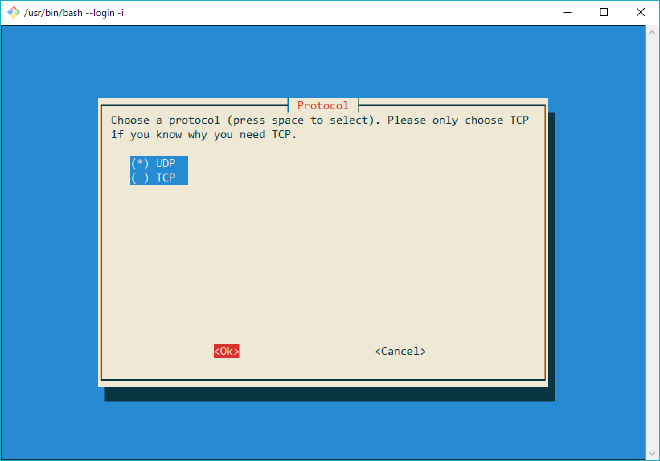 /usr/bin/bash --login -i
Protocol
Choose a protocol (press space to select). Please only choose TCP
if you know why you need TCP.
(*) UDP
( ) TCP
<Ok> <Cancel>